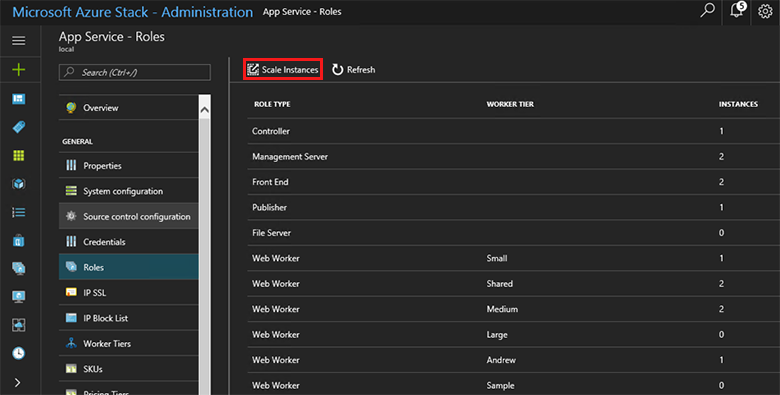 Microsoft Azure Stack - Administration App Service - Roles
5
App Service - Roles
local
Search (Ctrl+/)
Overview
GENERAL
Properties
System configuration
Source control configuration
Credentials
Roles
IP SSL
IP Block List
Worker Tiers
SKUs
Pricing Tiers
Scale Instances Refresh
ROLE TYPE WORKER TIER INSTANCES
Controller 1
Management Server 2
Front End 2
Publisher 1
File Server 0
Web Worker Small 1
Web Worker Shared 2
Web Worker Medium 2
Web Worker Large 0
Web Worker Andrew 1
Web Worker Sample 0